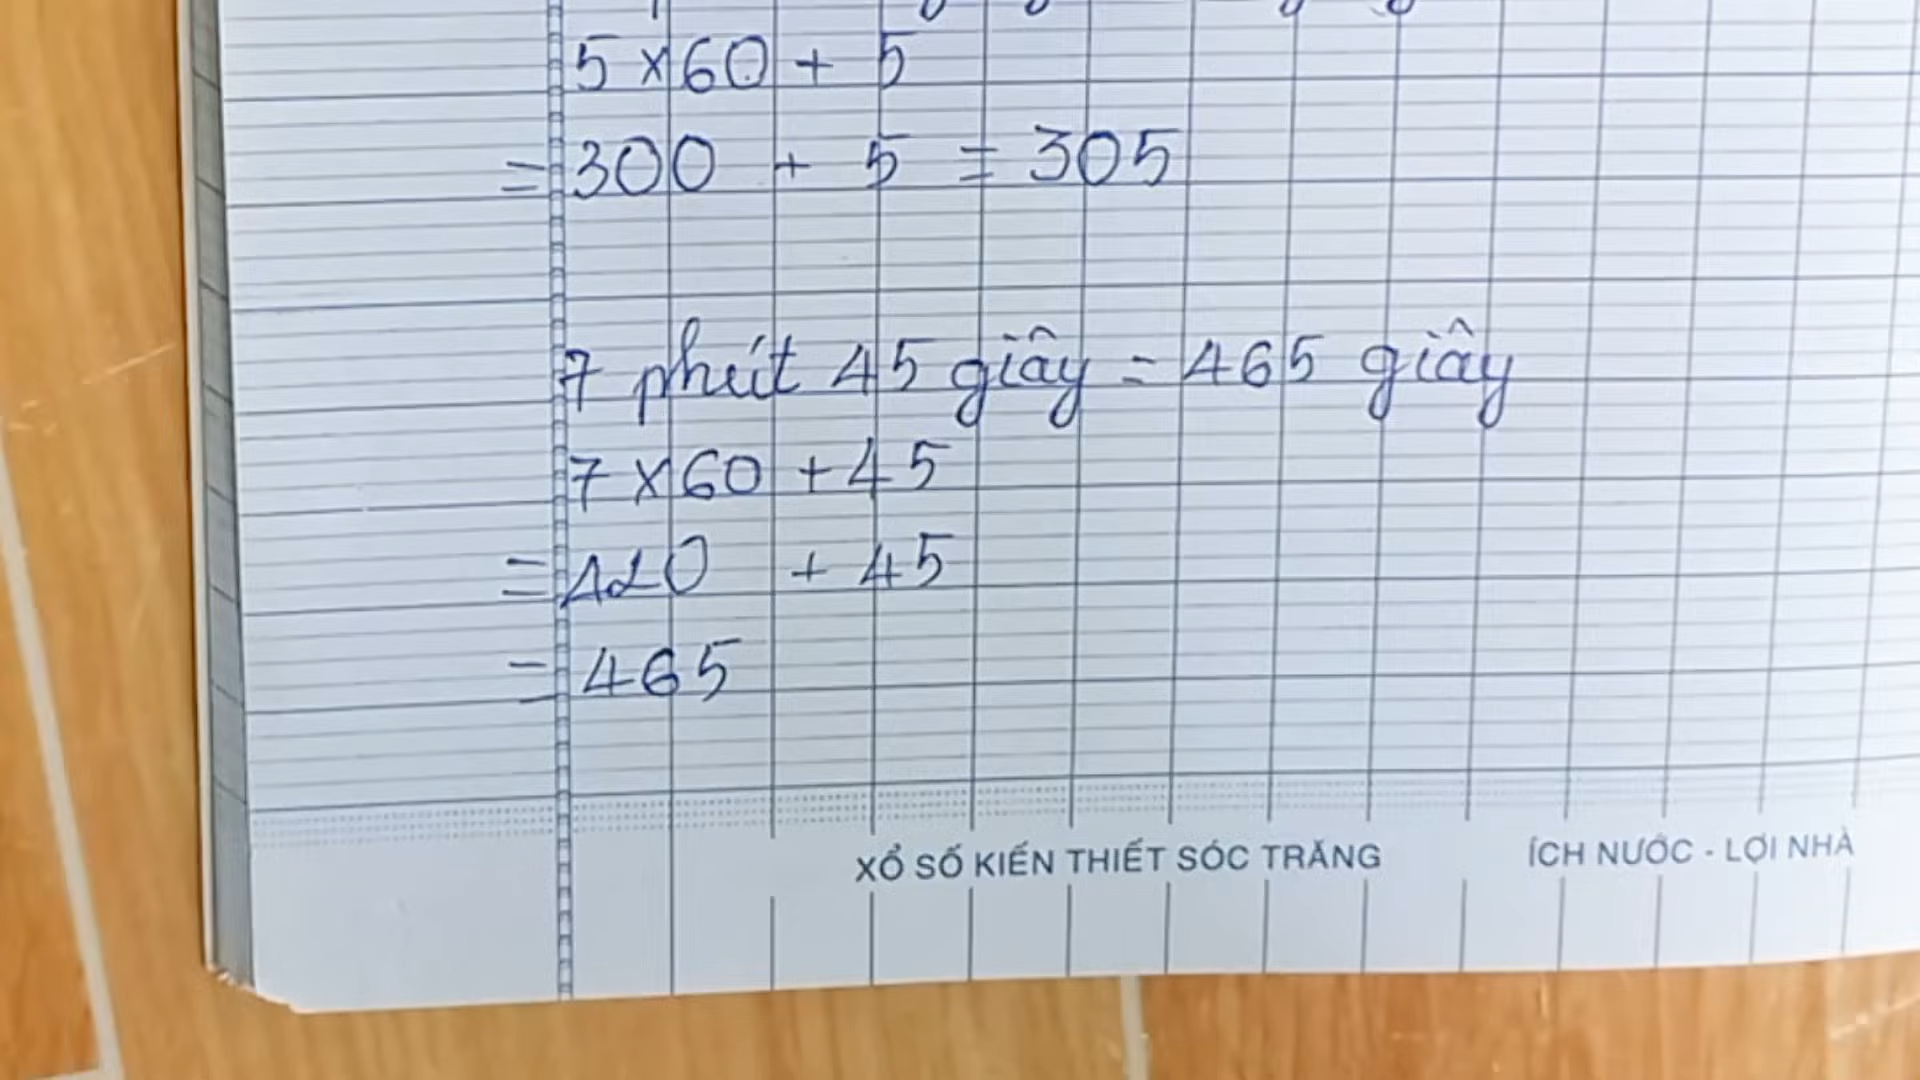 5 x 60 + 5
= 300 + 5 = 305
7 phút 45 giây = 465 giây
7 x 60 + 45
= 420 + 45
= 465
XỔ SỐ KIẾN THIẾT SÓC TRĂNG ÍCH NƯỚC - LỢI NHÀ